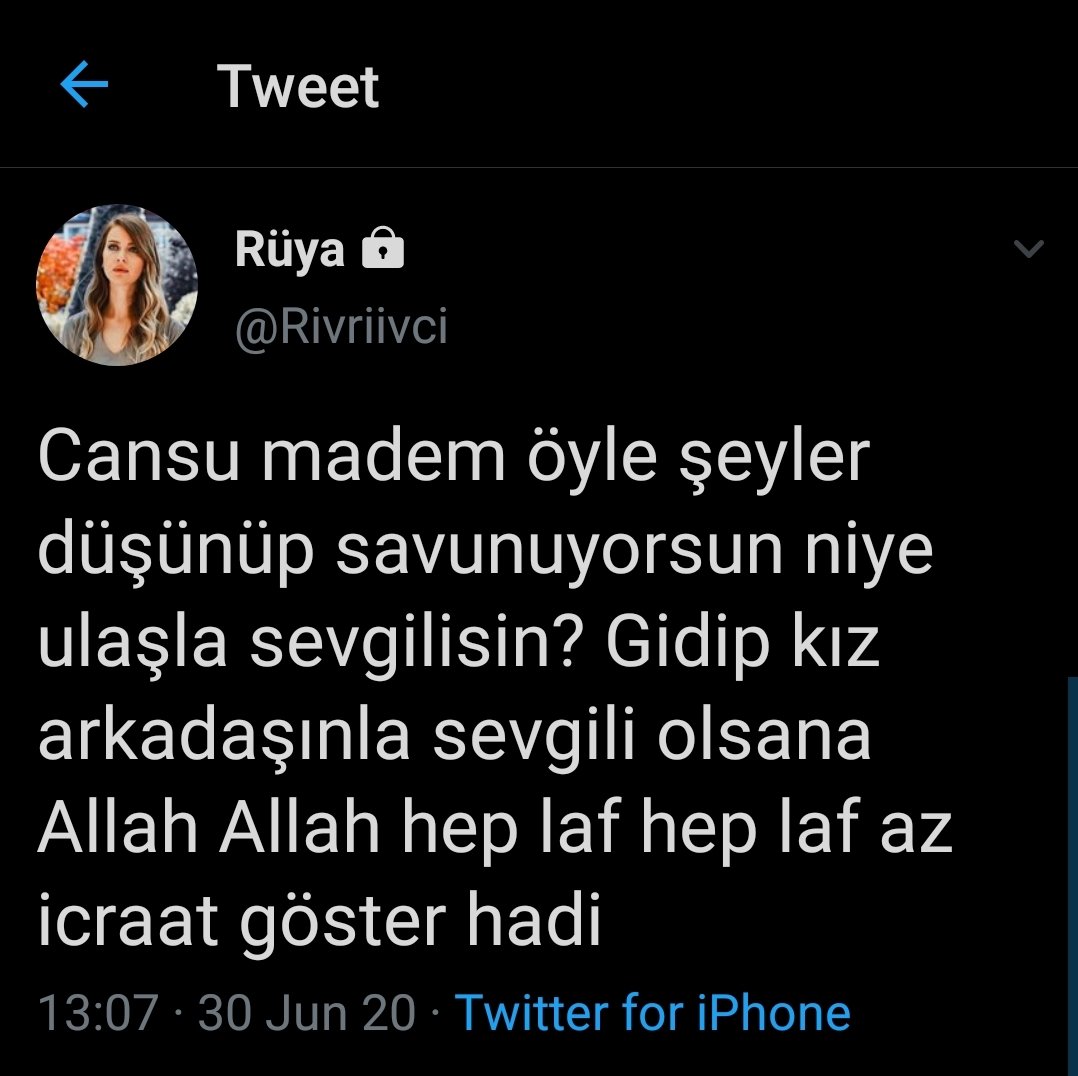 Tweet
Rüya
@Rivriivci
Cansu madem öyle şeyler
düşünüp savunuyorsun niye
ulaşla sevgilisin? Gidip kız
arkadaşınla sevgili olsana
Allah Allah hep laf hep laf az
icraat göster hadi
13:07 · 30 Jun 20 · Twitter for iPhone